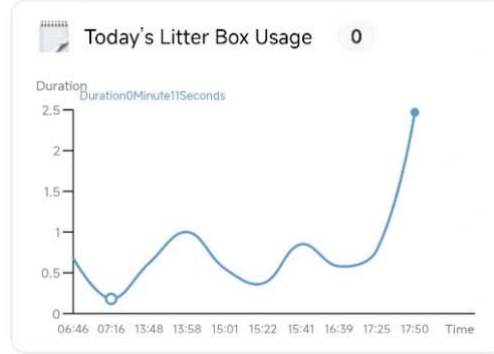 Today's Litter Box Usage 0
Duration
Duration0Minute11Seconds
2.5
2
1.5
1
0.5
0
06:46 07:16 13:48 13:58 15:01 15:22 15:41 16:39 17:25 17:50 Time